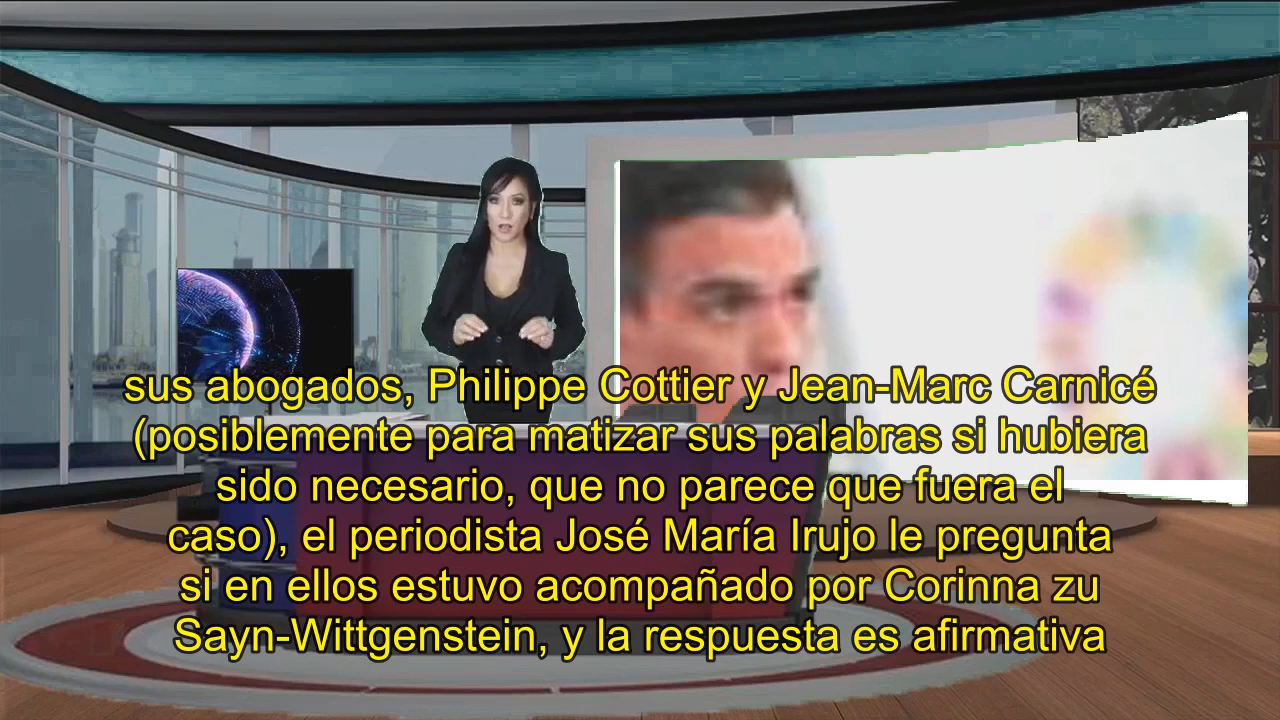 sus abogados, Philippe Cottier y Jean-Marc Carnicé
(posiblemente para matizar sus palabras si hubiera
sido necesario, que no parece que fuera el
caso), el periodista José María Irujo le pregunta
si en ellos estuvo acompañado por Corinna zu
Sayn-Wittgenstein, y la respuesta es afirmativa